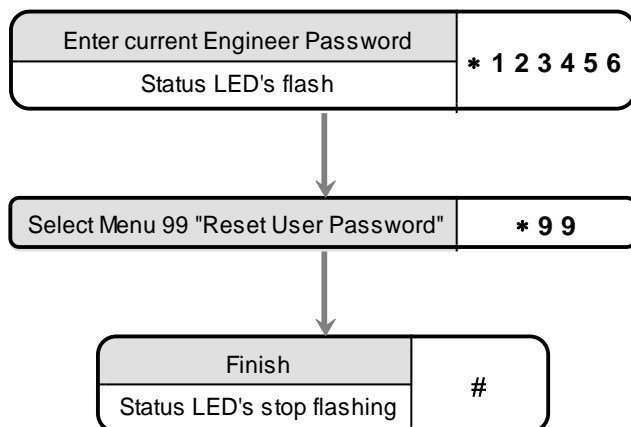 Enter current Engineer Password
* 1 2 3 4 5 6
Status LED's flash
Select Menu 99 "Reset User Password"
* 9 9
Finish
#
Status LED's stop flashing